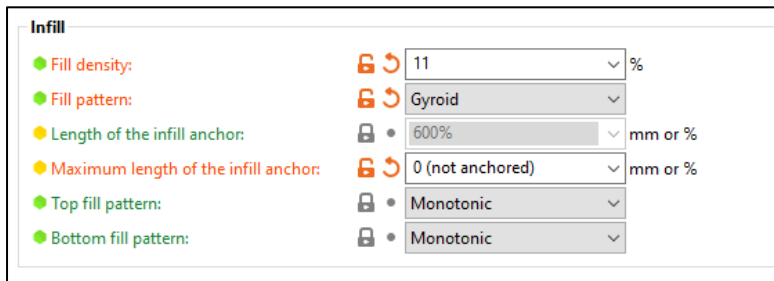 Infill
Fill density: 11 %
Fill pattern: Gyroid
Length of the infill anchor: 600% mm or %
Maximum length of the infill anchor: 0 (not anchored) mm or %
Top fill pattern: Monotonic
Bottom fill pattern: Monotonic